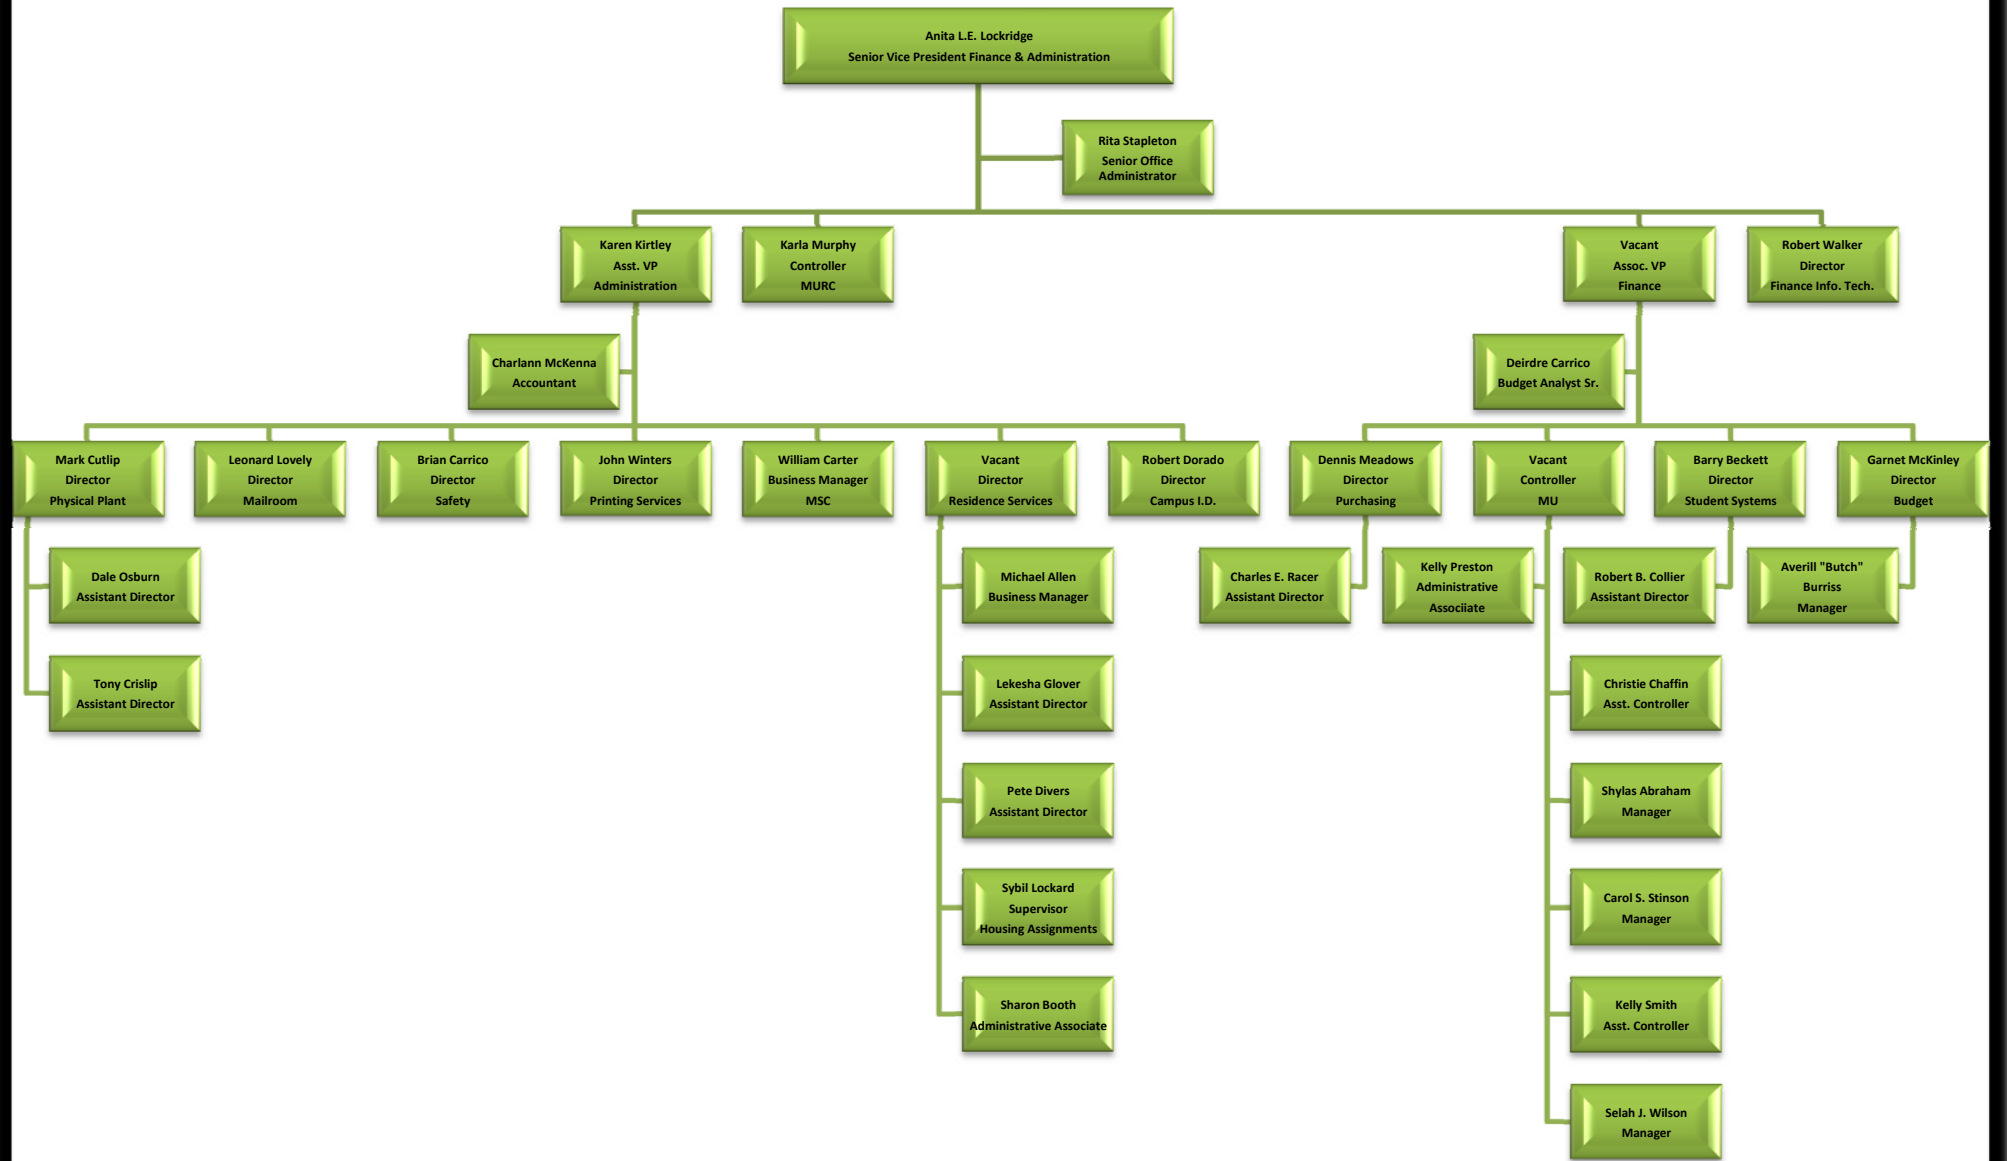 Anita L.E. Lockridge
Senior Vice President Finance & Administration
Rita Stapleton
Senior Office
Administrator
Karen Kirtley
Asst. VP
Administration
Karla Murphy
Controller
MURC
Vacant
Assoc. VP
Finance
Robert Walker
Director
Finance Info. Tech.
Charlann McKenna
Accountant
Deirdre Carrico
Budget Analyst Sr.
Mark Cutlip
Director
Physical Plant
Leonard Lovely
Director
Mailroom
Brian Carrico
Director
Safety
John Winters
Director
Printing Services
William Carter
Business Manager
MSC
Vacant
Director
Residence Services
Robert Dorado
Director
Campus I.D.
Dennis Meadows
Director
Purchasing
Vacant
Controller
MU
Barry Beckett
Director
Student Systems
Garnet McKinley
Director
Budget
Dale Osburn
Assistant Director
Tony Crislip
Assistant Director
Michael Allen
Business Manager
Lekesha Glover
Assistant Director
Pete Divers
Assistant Director
Sybil Lockard
Supervisor
Housing Assignments
Sharon Booth
Administrative Associate
Charles E. Racer
Assistant Director
Kelly Preston
Administrative
Associiate
Robert B. Collier
Assistant Director
Averill "Butch"
Burriss
Manager
Christie Chaffin
Asst. Controller
Shylas Abraham
Manager
Carol S. Stinson
Manager
Kelly Smith
Asst. Controller
Selah J. Wilson
Manager